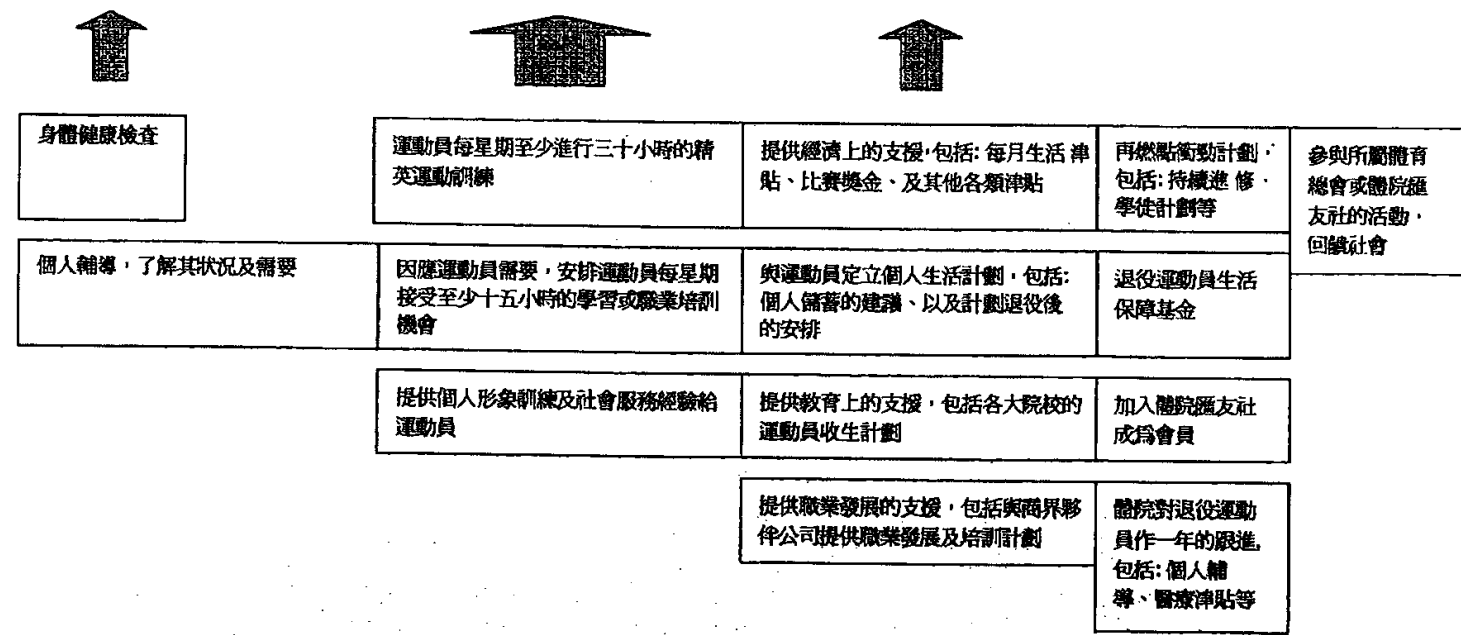 身體健康檢查
運動員每星期至少進行三十小時的精
英運動訓練
提供經濟上的支援,包括: 每月生活 津
貼、比賽獎金、及其他各類津貼
再燃點衝勁計劃,
包括: 持續進 修、
學徒計劃等
參與所屬體育
總會或體院匯
友社的活動,
回饋社會
個人輔導,了解其狀況及需要
因應運動員需要,安排運動員每星期
接受至少十五小時的學習或職業培訓
機會
與運動員定立個人生活計劃,包括:
個人儲蓄的建議、以及計劃退役後
的安排
退役運動員生活
保障基金
提供個人形象訓練及社會服務經驗給
運動員
提供教育上的支援,包括各大院校的
運動員收生計劃
加入體院匯友社
成為會員
提供職業發展的支援,包括與商界夥
伴公司提供職業發展及培訓計劃
體院對退役運動
員作一年的跟進,
包括: 個人輔
導、醫療津貼等